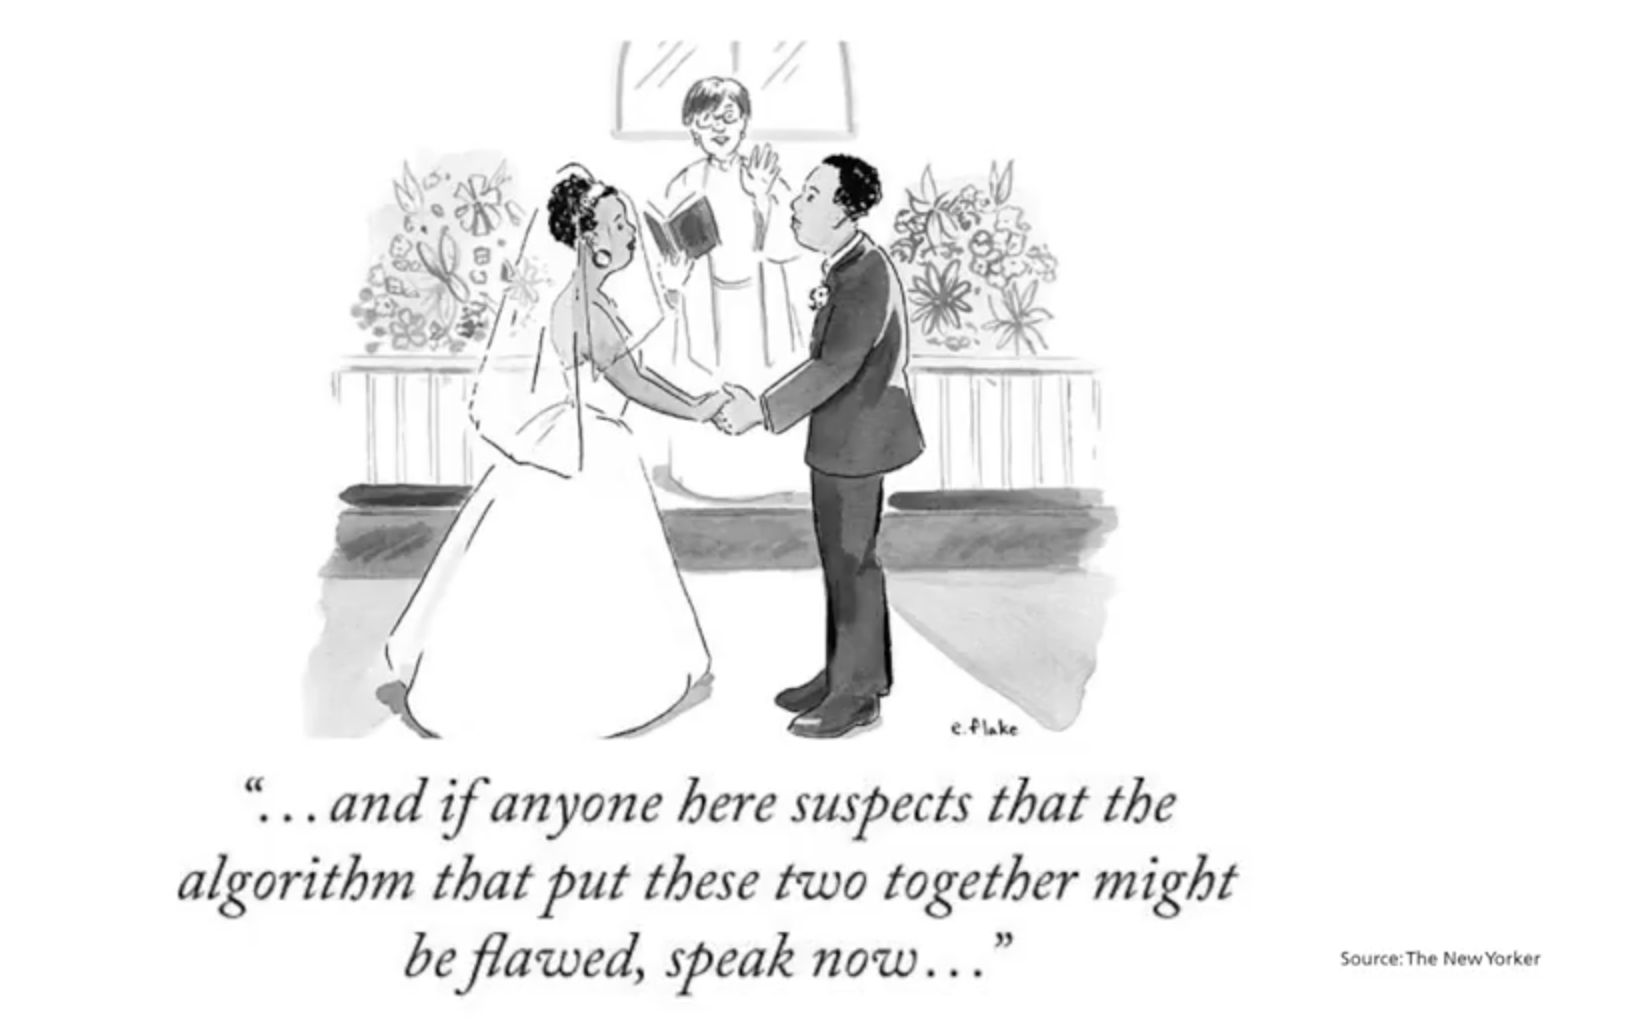 e.flake
“...and if anyone here suspects that the
algorithm that put these two together might
be flawed, speak now...”
Source: The New Yorker